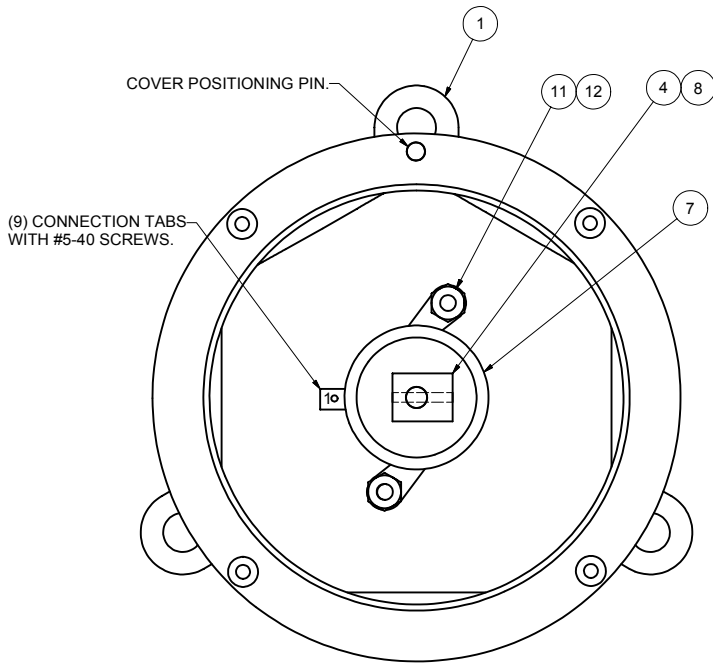 1
COVER POSITIONING PIN.
11 12
4 8
7
(9) CONNECTION TABS
WITH #5-40 SCREWS.
1